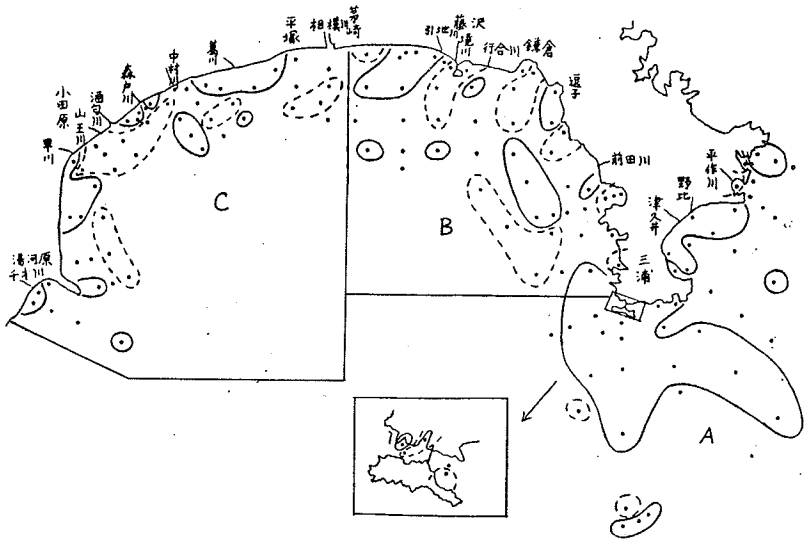 平塚
相模川
茅崎
引地川
藤沢
境川
行合川
鎌倉
逗子
前田川
平作川
野比
津久井
三浦
葛川
中村川
森戸川
酒匂川
小田原
山王川
早川
湯河原
千才川
A
B
C